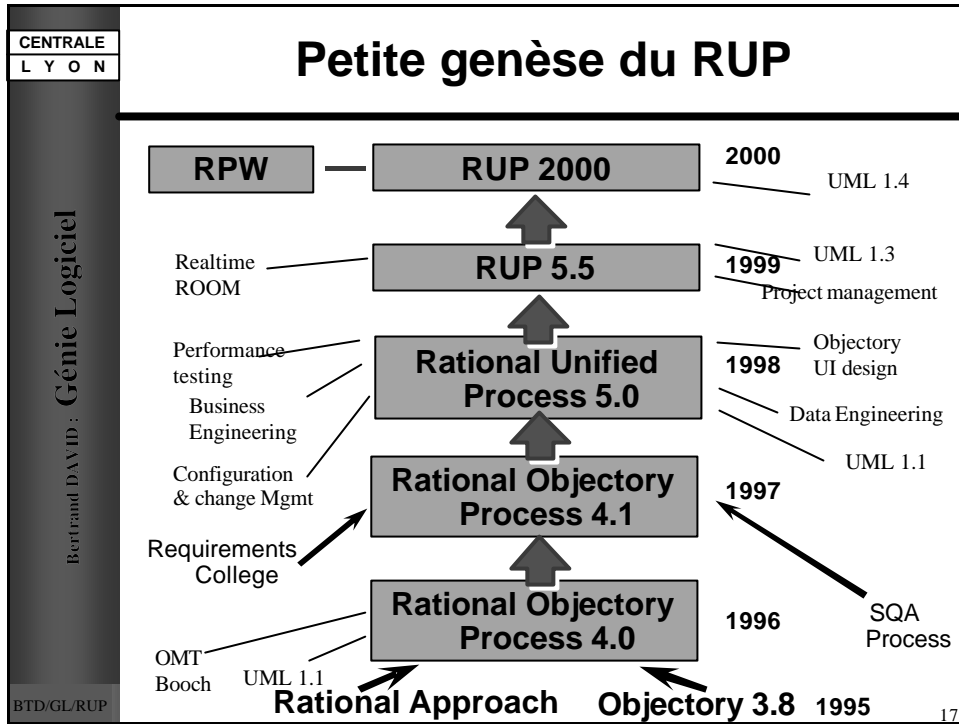 CENTRALE
LYON
Petite genèse du RUP
RPW
RUP 2000
2000
UML 1.4
Realtime
ROOM
RUP 5.5
1999
UML 1.3
Project management
Performance
testing
Business
Engineering
Configuration
& change Mgmt
Rational Unified
Process 5.0
1998
Objectory
UI design
Data Engineering
UML 1.1
Rational Objectory
Process 4.1
1997
Requirements
College
SQA
Process
Rational Objectory
Process 4.0
1996
OMT
Booch
UML 1.1
Rational Approach
Objectory 3.8
1995
Bertrand DAVID : Génie Logiciel
BTD/GL/RUP
17